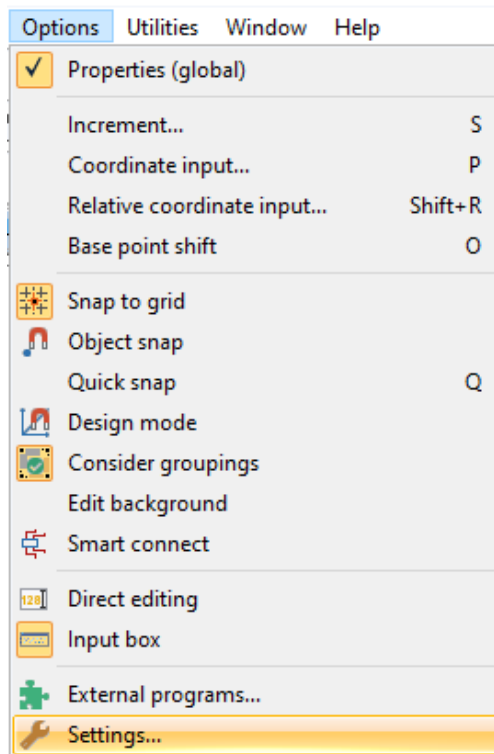 Options Utilities Window Help
Properties (global)
Increment... S
Coordinate input... P
Relative coordinate input... Shift+R
Base point shift O
Snap to grid
Object snap
Quick snap Q
Design mode
Consider groupings
Edit background
Smart connect
Direct editing
Input box
External programs...
Settings...